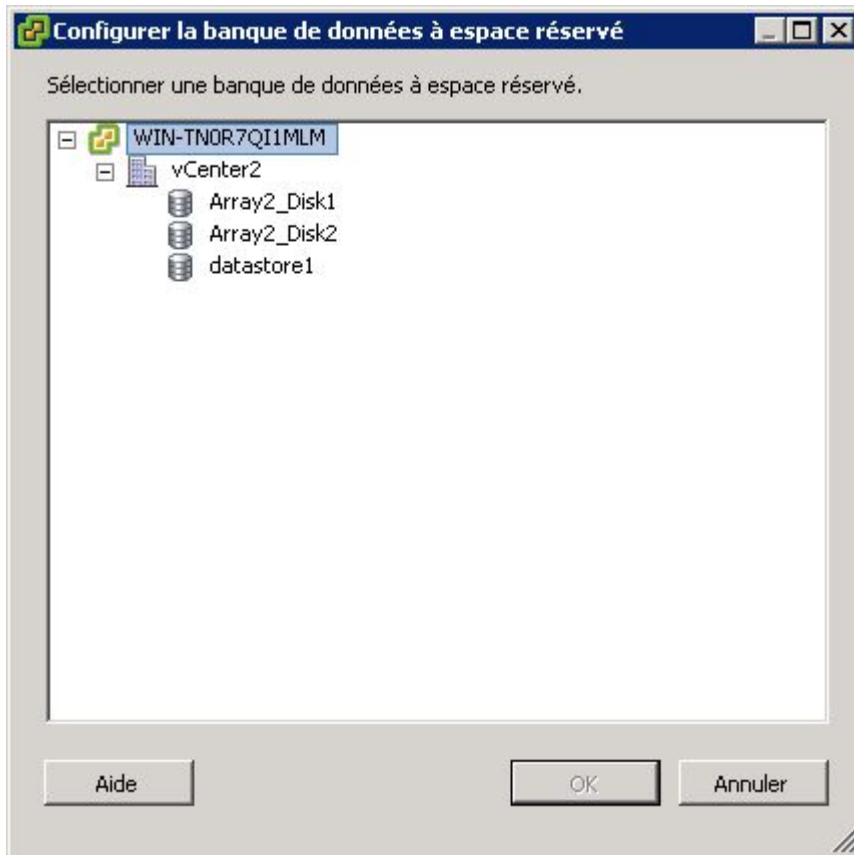 Configurer la banque de données à espace réservé
Sélectionner une banque de données à espace réservé.
WIN-TN0R7QI1MLM
vCenter2
Array2_Disk1
Array2_Disk2
datastore1
Aide
OK
Annuler